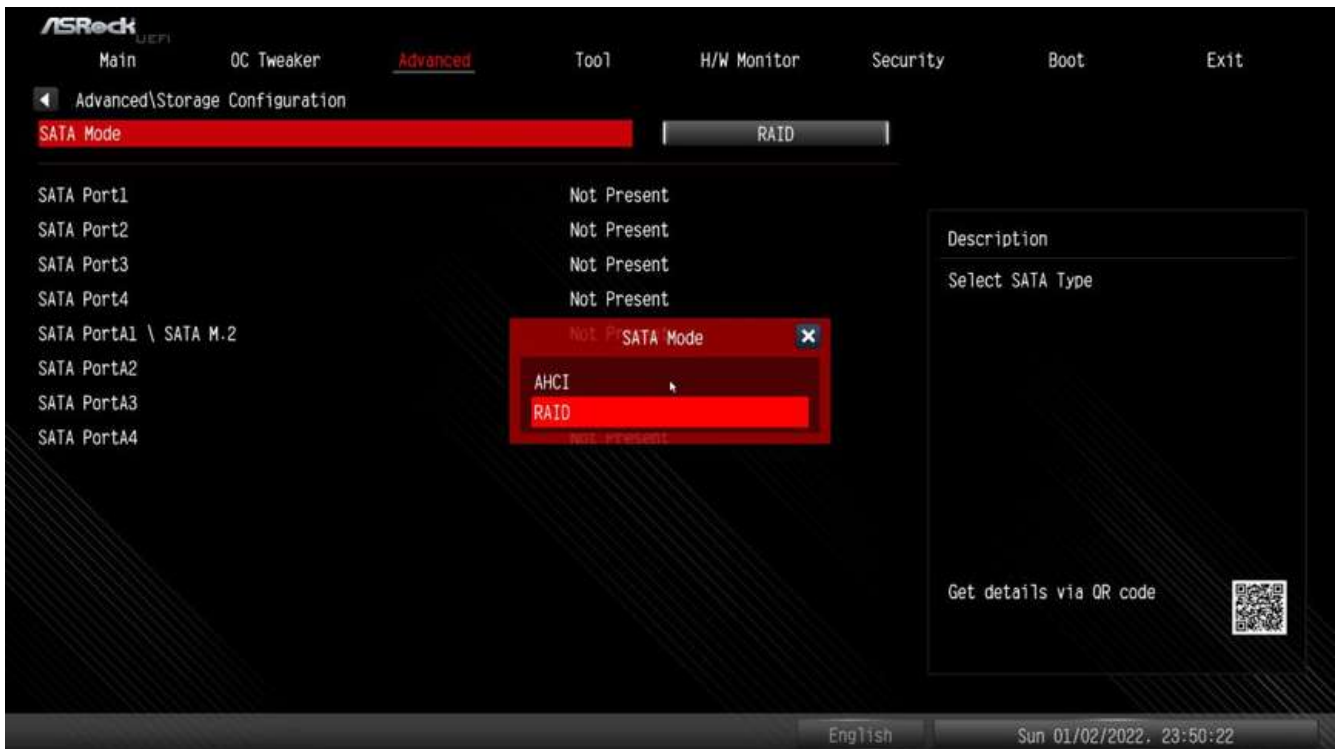 ASRock UEFI
Main OC Tweaker Advanced Tool H/W Monitor Security Boot Exit
Advanced\Storage Configuration
SATA Mode RAID
SATA Port1 Not Present
SATA Port2 Not Present
SATA Port3 Not Present
SATA Port4 Not Present
SATA PortA1 \ SATA M.2 Not
SATA PortA2
SATA PortA3
SATA PortA4 Not Present
SATA Mode
AHCI
RAID
Description
Select SATA Type
Get details via QR code
English Sun 01/02/2022. 23:50:22